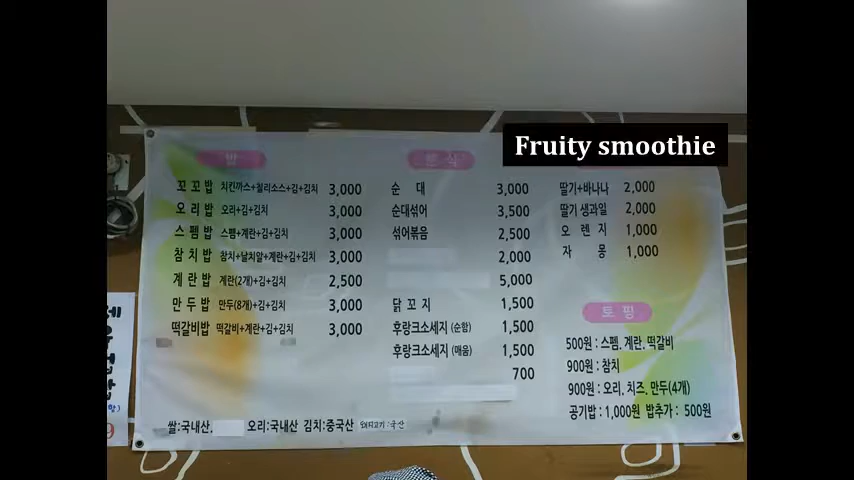 Fruity smoothie
밥
꼬꼬밥 치킨까스+칠리소스+김+김치 3,000
오리밥 오리+김+김치 3,000
스펨밥 스펨+계란+김+김치 3,000
참치밥 참치+날치알+계란+김+김치 3,000
계란밥 계란(2개)+김+김치 2,500
만두밥 만두(8개)+김+김치 3,000
떡갈비밥 떡갈비+계란+김+김치 3,000
분식
순대 3,000
순대섞어 3,500
섞어볶음 2,500
2,000
5,000
닭꼬지 1,500
후랑크소세지 (순함) 1,500
후랑크소세지 (매움) 1,500
700
딸기+바나나 2,000
딸기 생과일 2,000
오렌지 1,000
자몽 1,000
토핑
500원 : 스펨, 계란, 떡갈비
900원 : 참치
900원 : 오리, 치즈, 만두(4개)
공기밥 : 1,000원 밥추가 : 500원
쌀:국내산, 오리:국내산 김치:중국산